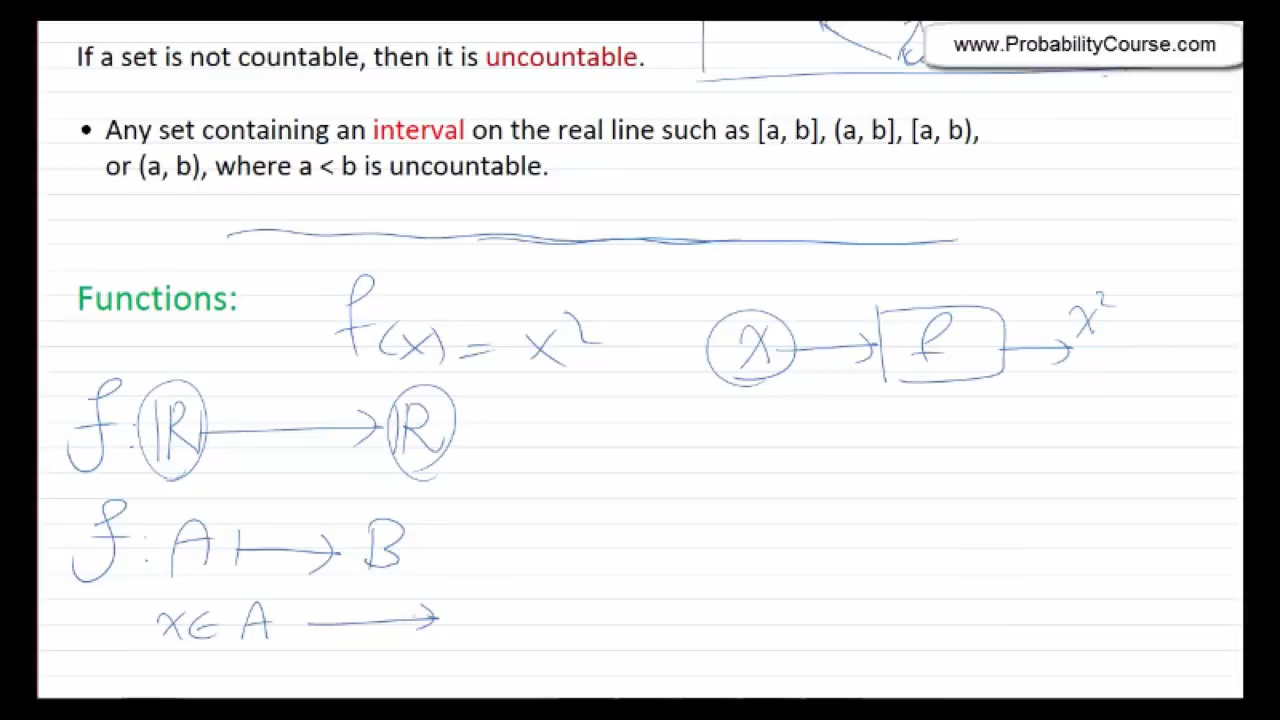 www.ProbabilityCourse.com
If a set is not countable, then it is uncountable.
• Any set containing an interval on the real line such as [a, b], (a, b], [a, b),
or (a, b), where a < b is uncountable.
Functions:
f(x) = x²
x → f → x²
f: ℝ → ℝ
f: A ↦ B
x ∈ A →